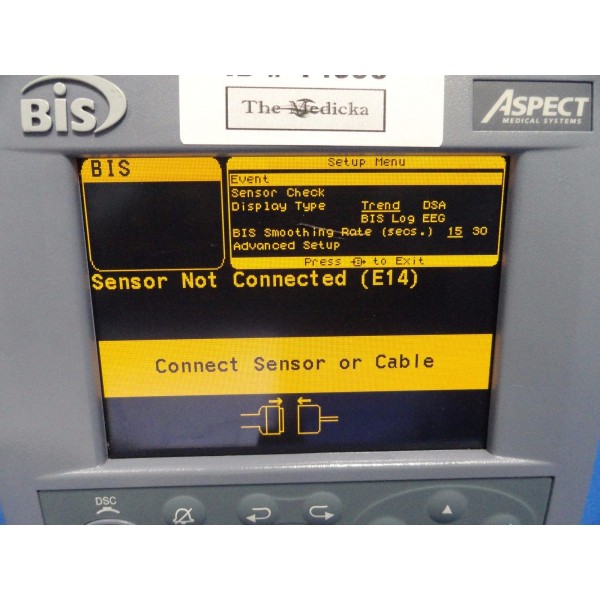 BIS
The Medicka
ASPECT
MEDICAL SYSTEMS
BIS
Setup Menu
Event
Sensor Check
Display Type Trend DSA
BIS Log EEG
BIS Smoothing Rate (secs.) 15 30
Advanced Setup
Press to Exit
Sensor Not Connected (E14)
Connect Sensor or Cable
DSC